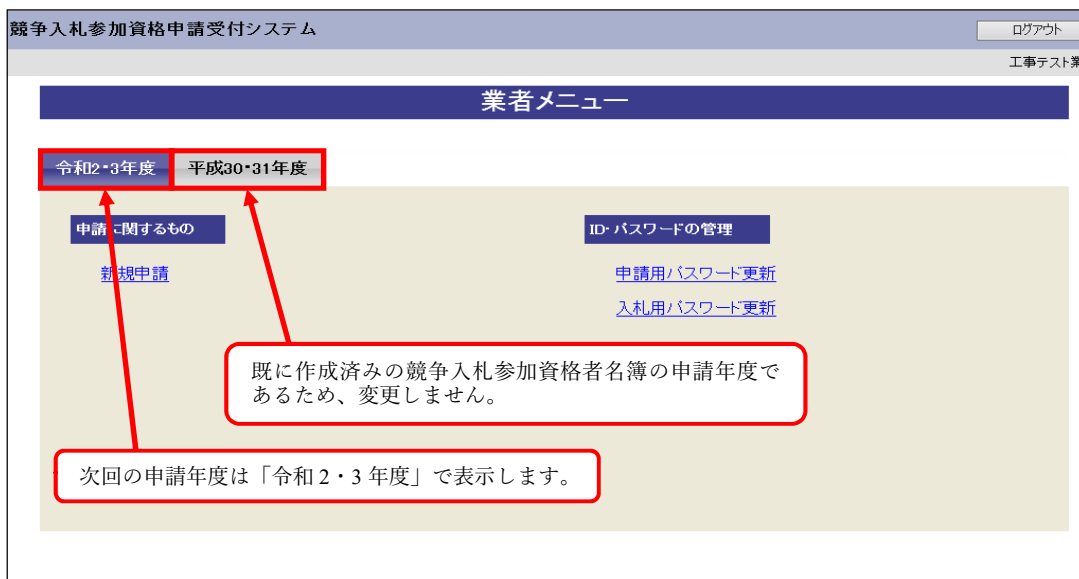 競争入札参加資格申請受付システム
ログアウト
工事テスト業
業者メニュー
令和2・3年度
平成30・31年度
申請に関するもの
新規申請
ID・パスワードの管理
申請用パスワード更新
入札用パスワード更新
既に作成済みの競争入札参加資格者名簿の申請年度で
あるため、変更しません。
次回の申請年度は「令和2・3年度」で表示します。